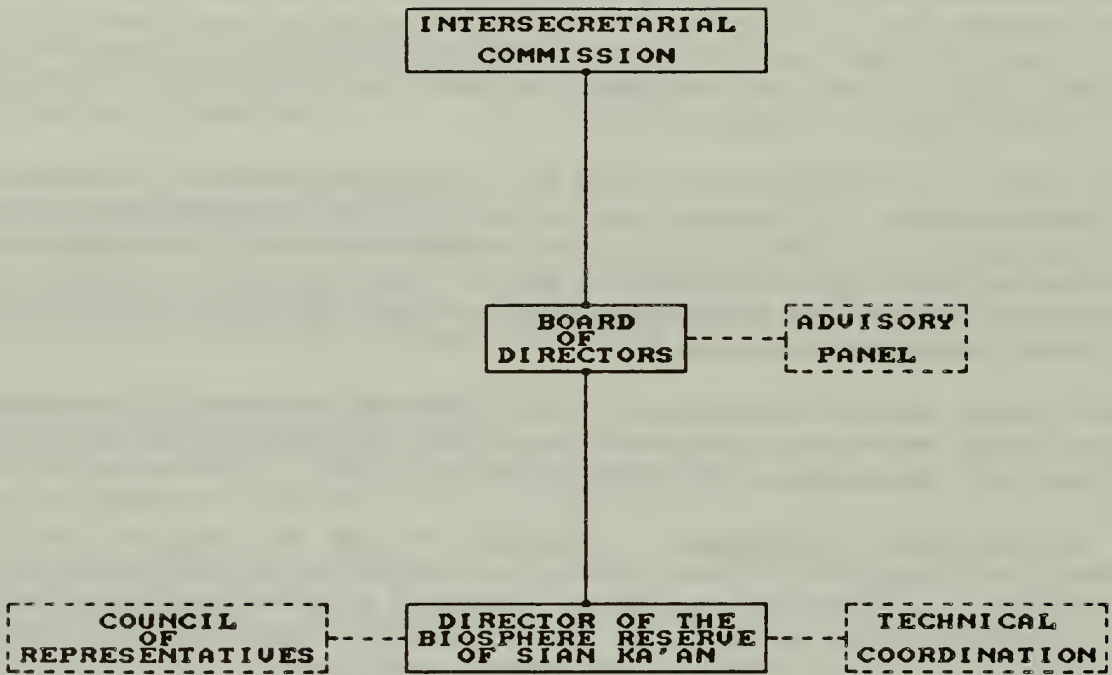 INTERSECRETARIAL
COMMISSION
BOARD
OF
DIRECTORS
ADVISORY
PANEL
COUNCIL
OF
REPRESENTATIVES
DIRECTOR OF THE
BIOSPHERE RESERVE
OF SIAN KA'AN
TECHNICAL
COORDINATION